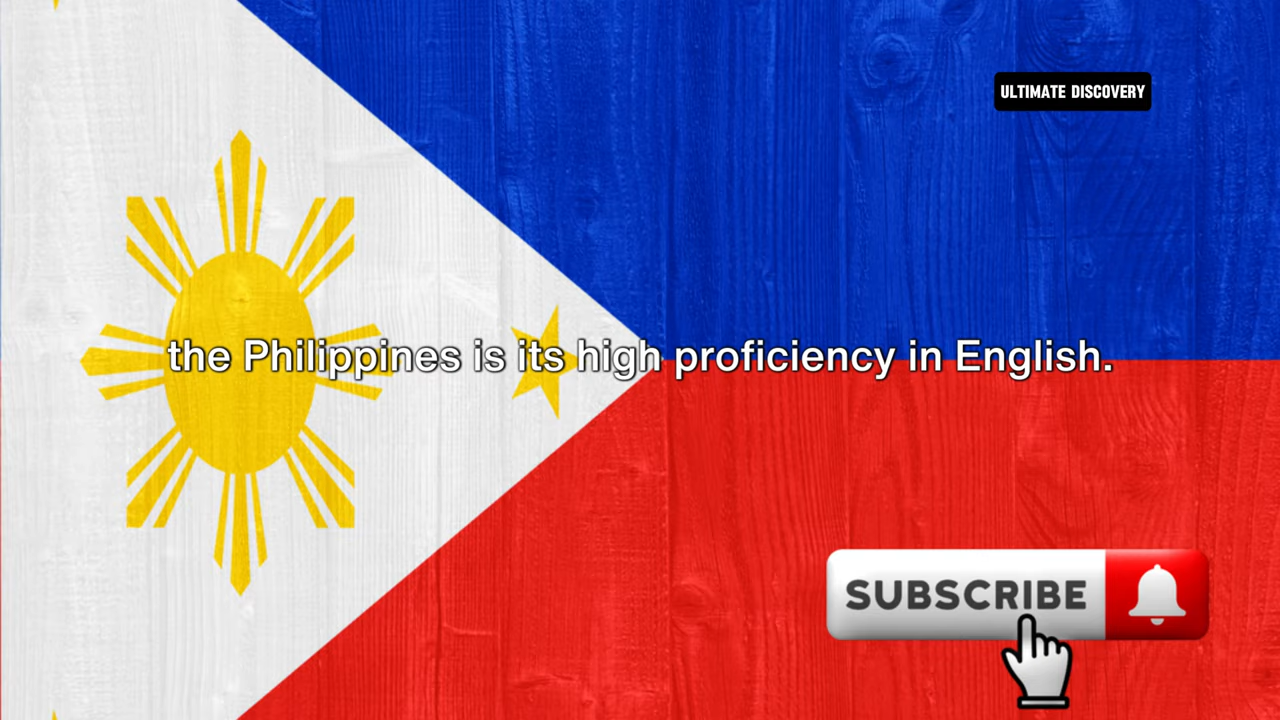 ULTIMATE DISCOVERY
the Philippines is its high proficiency in English.
SUBSCRIBE